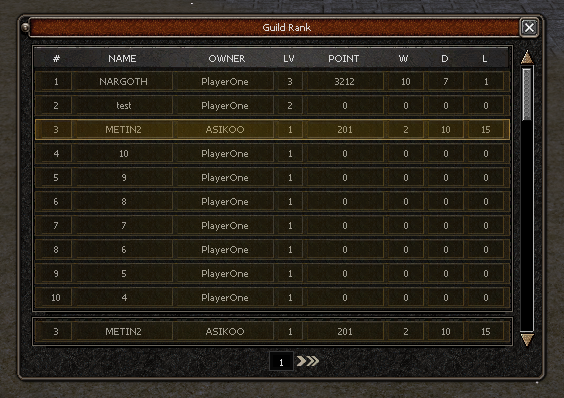 Guild Rank
# NAME OWNER LV POINT W D L
1 NARGOTH PlayerOne 3 3212 10 7 1
2 test PlayerOne 2 0 0 0 0
3 METIN2 ASIKOO 1 201 2 10 15
4 10 PlayerOne 1 0 0 0 0
5 9 PlayerOne 1 0 0 0 0
6 8 PlayerOne 1 0 0 0 0
7 7 PlayerOne 1 0 0 0 0
8 6 PlayerOne 1 0 0 0 0
9 5 PlayerOne 1 0 0 0 0
10 4 PlayerOne 1 0 0 0 0
3 METIN2 ASIKOO 1 201 2 10 15
1